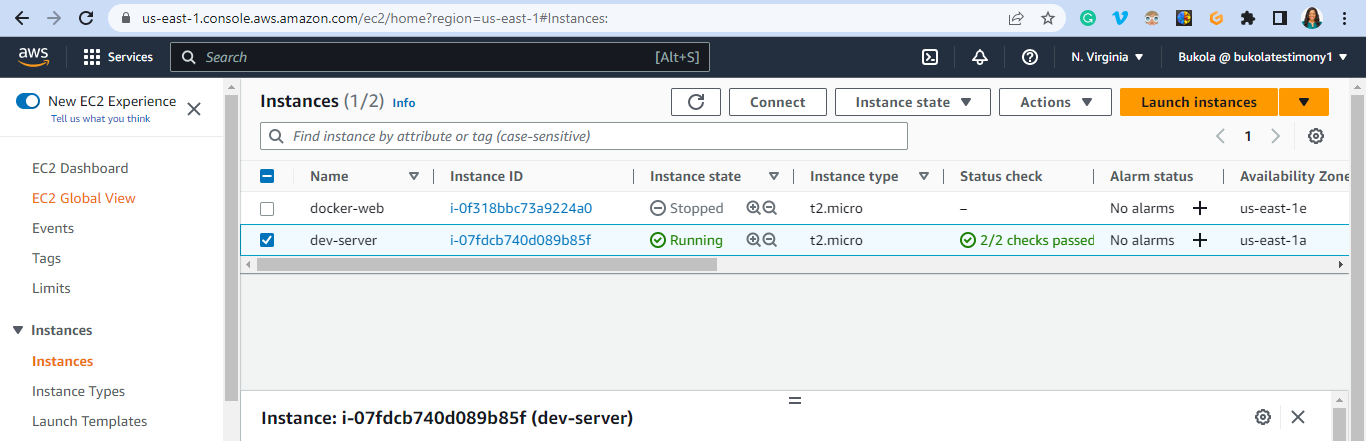 us-east-1.console.aws.amazon.com/ec2/home?region=us-east-1#Instances:
aws Services Search [Alt+S] N. Virginia Bukola @ bukolatestimony1
New EC2 Experience
Tell us what you think
EC2 Dashboard
EC2 Global View
Events
Tags
Limits
Instances
Instances
Instance Types
Launch Templates
Instances (1/2) Info Connect Instance state Actions Launch instances
Find instance by attribute or tag (case-sensitive) 1
Name Instance ID Instance state Instance type Status check Alarm status Availability Zone
docker-web i-0f318bbc73a9224a0 Stopped t2.micro – No alarms us-east-1e
dev-server i-07fdcb740d089b85f Running t2.micro 2/2 checks passed No alarms us-east-1a
Instance: i-07fdcb740d089b85f (dev-server)